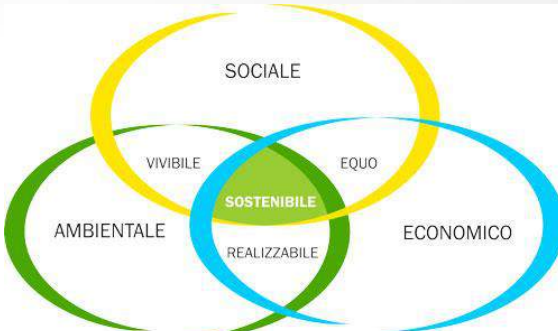 SOCIALE
VIVIBILE
EQUO
SOSTENIBILE
AMBIENTALE
ECONOMICO
REALIZZABILE